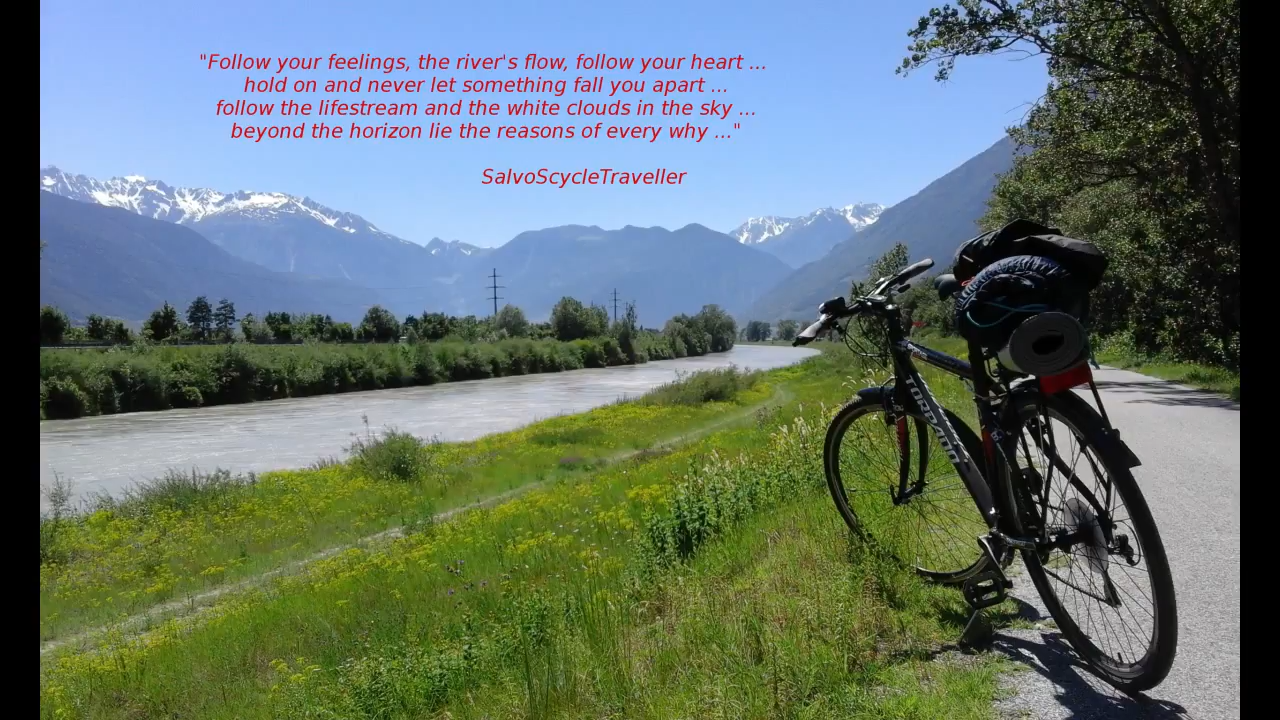 "Follow your feelings, the river's flow, follow your heart ...
hold on and never let something fall you apart ...
follow the lifestream and the white clouds in the sky ...
beyond the horizon lie the reasons of every why ..."
SalvoScycleTraveller